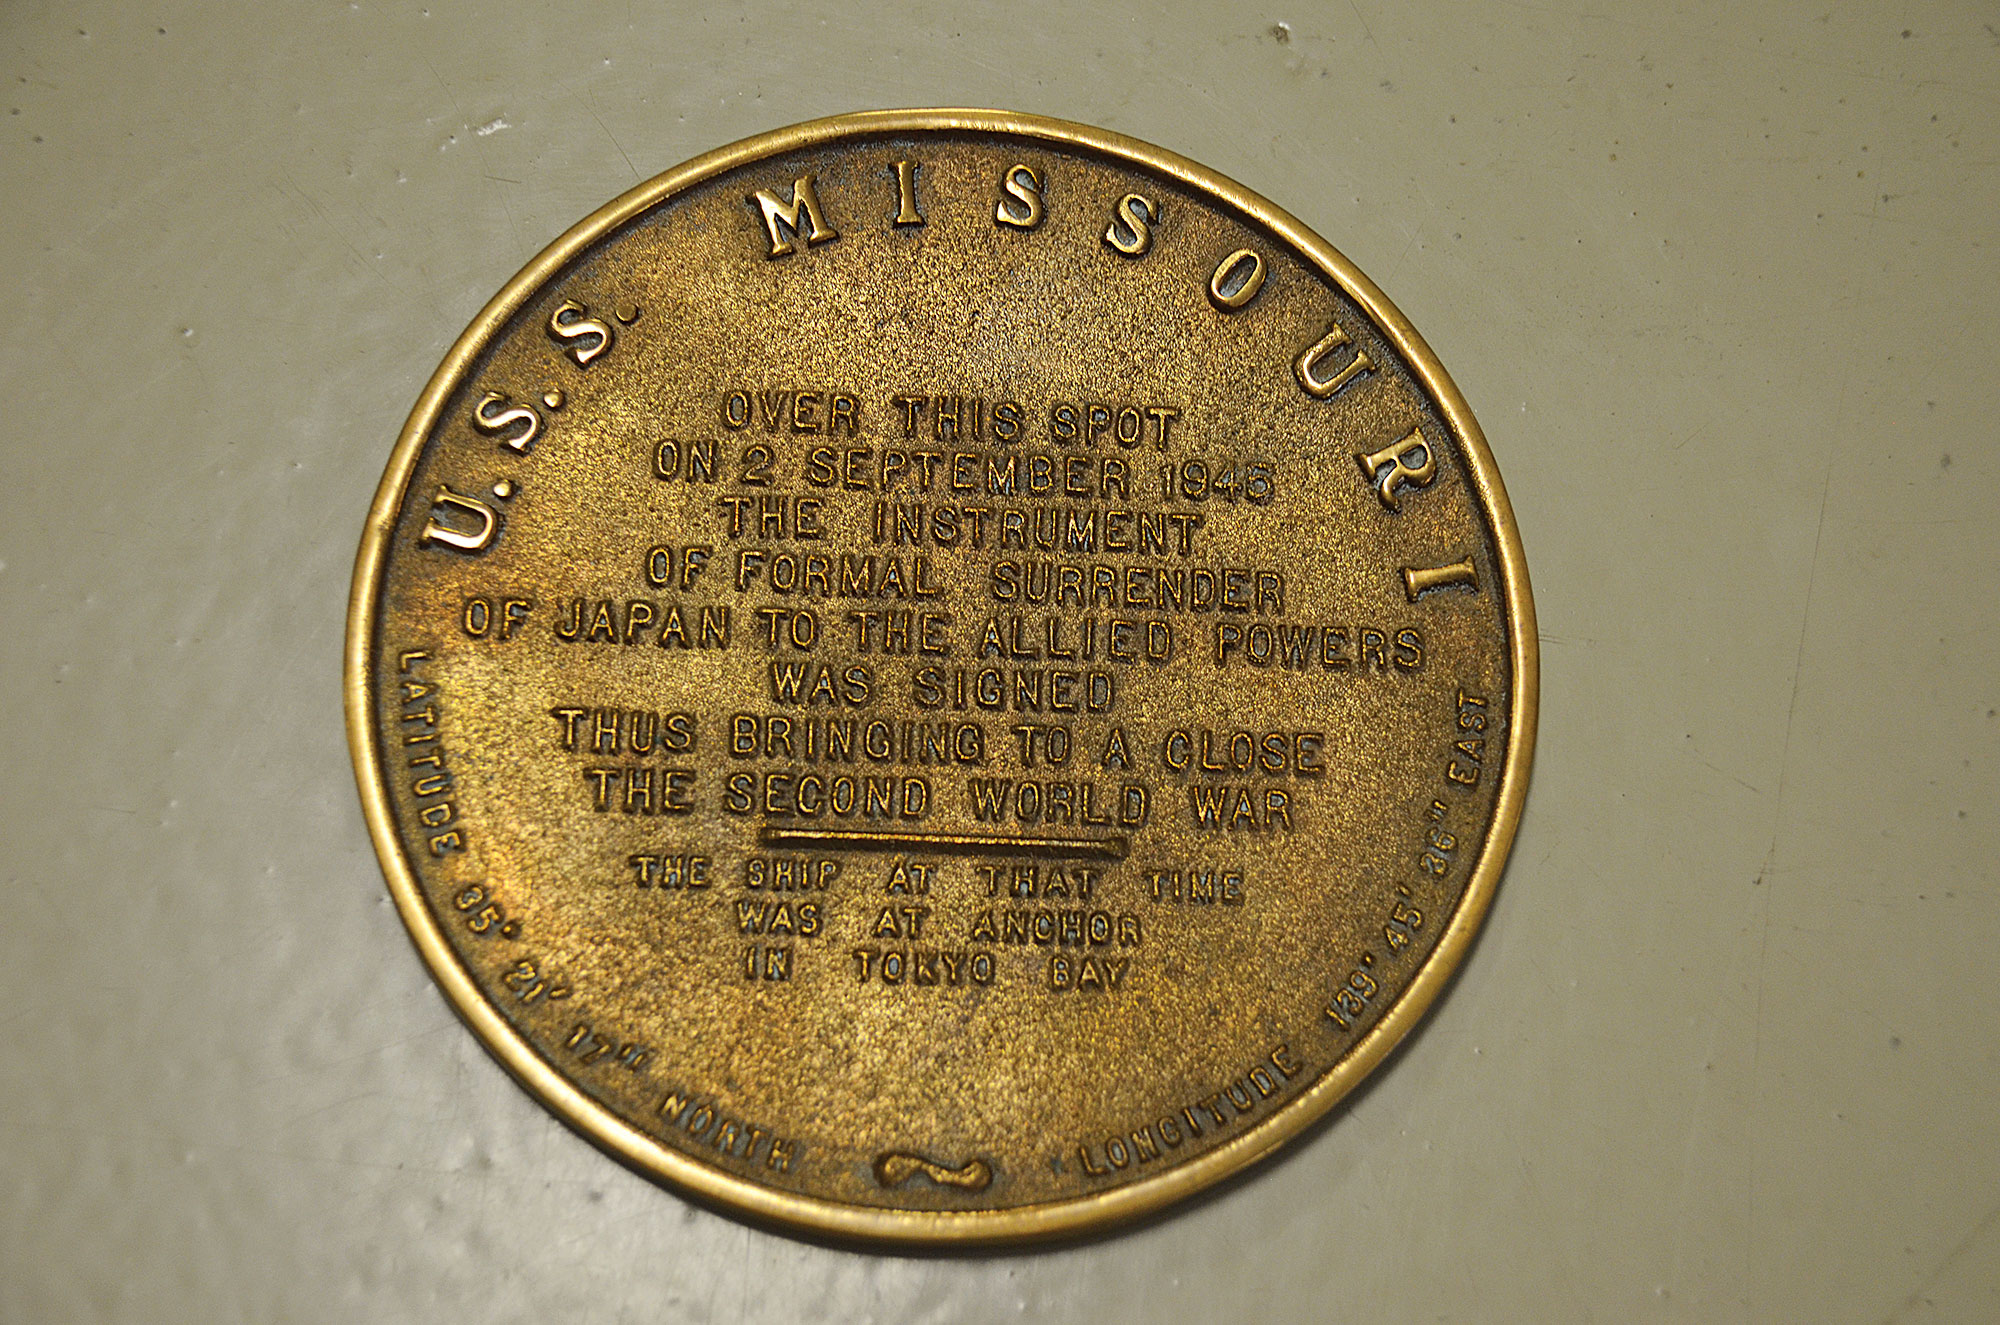 U.S.S. MISSOURI
OVER THIS SPOT
ON 2 SEPTEMBER 1945
THE INSTRUMENT
OF FORMAL SURRENDER
OF JAPAN TO THE ALLIED POWERS
WAS SIGNED
THUS BRINGING TO A CLOSE
THE SECOND WORLD WAR
THE SHIP AT THAT TIME
WAS AT ANCHOR
IN TOKYO BAY
LATITUDE 35° 21' 17" NORTH
LONGITUDE 139° 45' 36" EAST